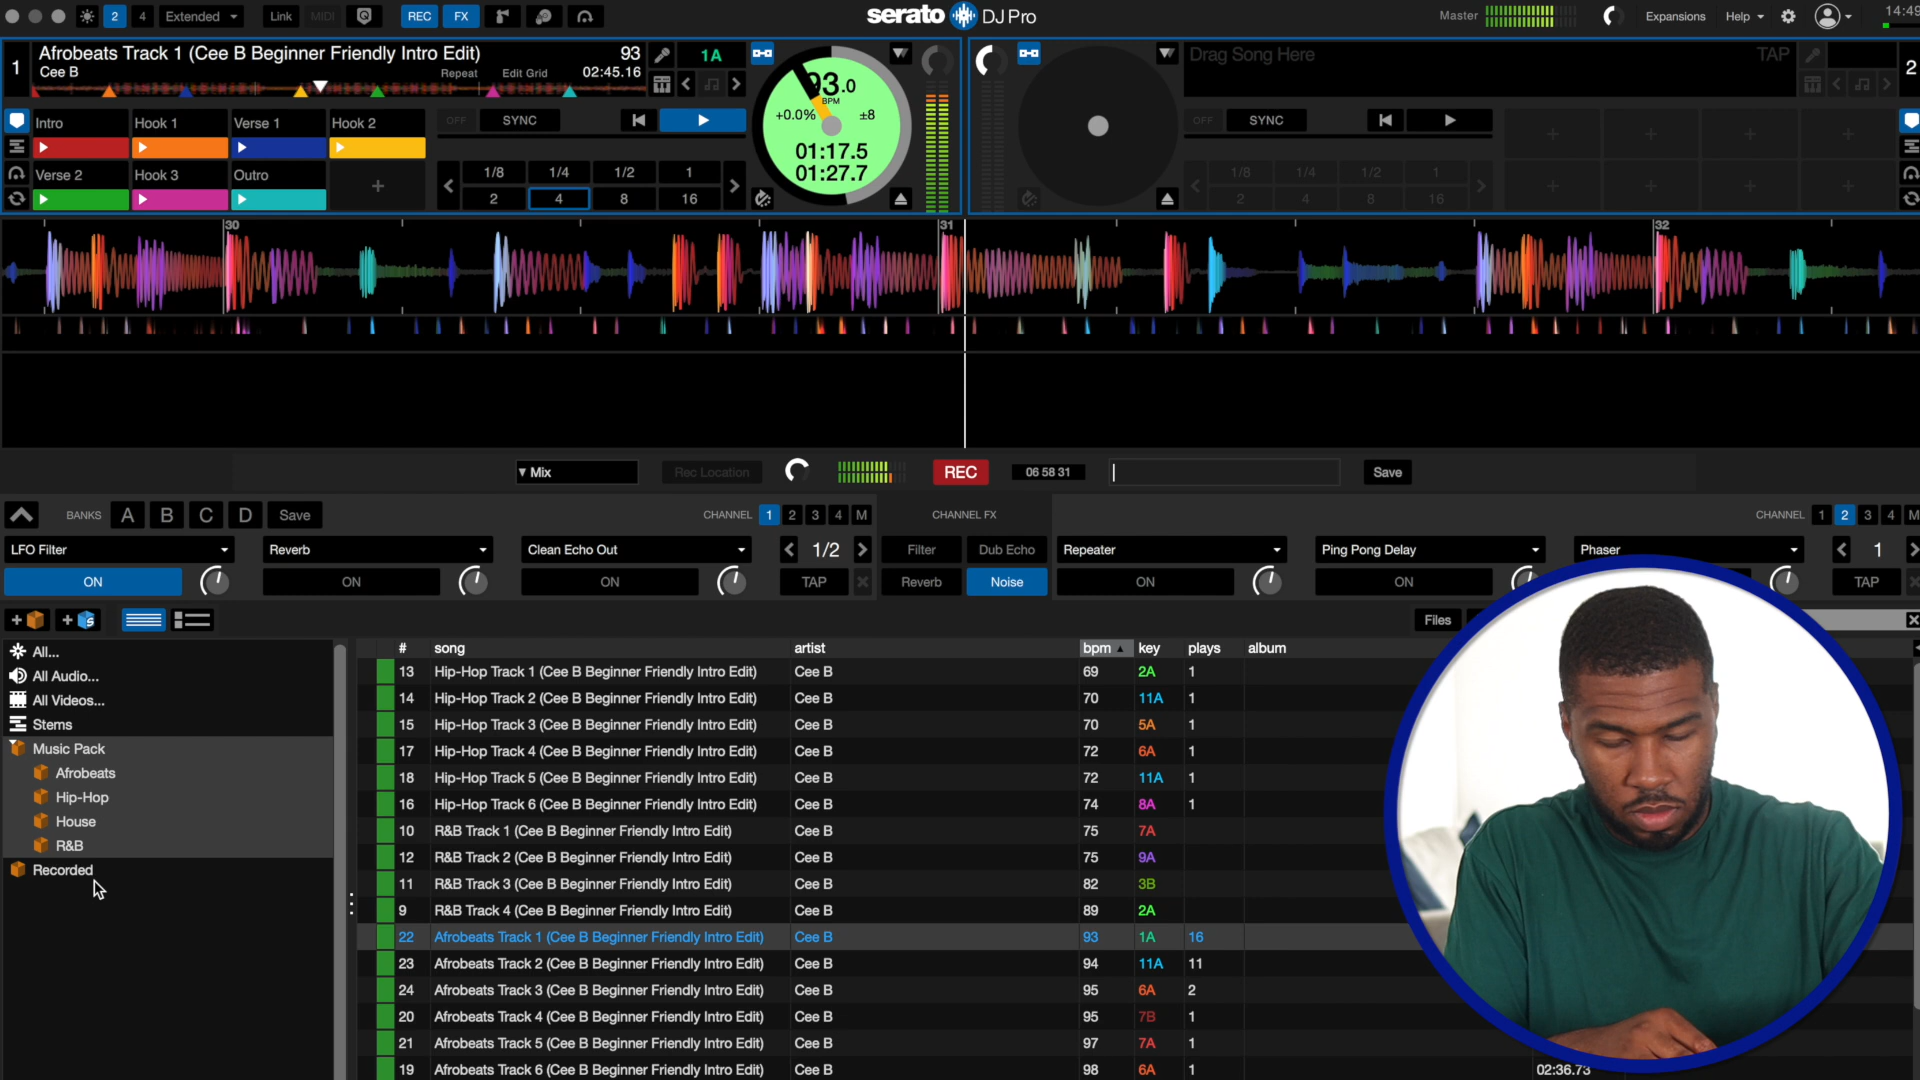 2 4 Extended Link MIDI REC FX serato DJ Pro Master Expansions Help 14:49
1 Afrobeats Track 1 (Cee B Beginner Friendly Intro Edit) 93 1A
Cee B Repeat Edit Grid 02:45.16
Drag Song Here TAP 2
93.0 BPM
+0.0% ±8
01:17.5
01:27.7
Intro Hook 1 Verse 1 Hook 2
Verse 2 Hook 3 Outro
OFF SYNC
1/8 1/4 1/2 1
2 4 8 16
OFF SYNC
1/8 1/4 1/2 1
2 4 8 16
30 31 32
Mix Rec Location REC 06 58 31 Save
BANKS A B C D Save CHANNEL 1 2 3 4 M CHANNEL FX CHANNEL 1 2 3 4 M
LFO Filter Reverb Clean Echo Out 1/2 Filter Dub Echo Repeater Ping Pong Delay Phaser 1
ON ON ON TAP Reverb Noise ON ON TAP
Files
All...
All Audio...
All Videos...
Stems
Music Pack
Afrobeats
Hip-Hop
House
R&B
Recorded
# song artist bpm key plays album
13 Hip-Hop Track 1 (Cee B Beginner Friendly Intro Edit) Cee B 69 2A 1
14 Hip-Hop Track 2 (Cee B Beginner Friendly Intro Edit) Cee B 70 11A 1
15 Hip-Hop Track 3 (Cee B Beginner Friendly Intro Edit) Cee B 70 5A 1
17 Hip-Hop Track 4 (Cee B Beginner Friendly Intro Edit) Cee B 72 6A 1
18 Hip-Hop Track 5 (Cee B Beginner Friendly Intro Edit) Cee B 72 11A 1
16 Hip-Hop Track 6 (Cee B Beginner Friendly Intro Edit) Cee B 74 8A 1
10 R&B Track 1 (Cee B Beginner Friendly Intro Edit) Cee B 75 7A
12 R&B Track 2 (Cee B Beginner Friendly Intro Edit) Cee B 75 9A
11 R&B Track 3 (Cee B Beginner Friendly Intro Edit) Cee B 82 3B
9 R&B Track 4 (Cee B Beginner Friendly Intro Edit) Cee B 89 2A
22 Afrobeats Track 1 (Cee B Beginner Friendly Intro Edit) Cee B 93 1A 16
23 Afrobeats Track 2 (Cee B Beginner Friendly Intro Edit) Cee B 94 11A 11
24 Afrobeats Track 3 (Cee B Beginner Friendly Intro Edit) Cee B 95 6A 2
20 Afrobeats Track 4 (Cee B Beginner Friendly Intro Edit) Cee B 95 7B 1
21 Afrobeats Track 5 (Cee B Beginner Friendly Intro Edit) Cee B 97 7A 1
19 Afrobeats Track 6 (Cee B Beginner Friendly Intro Edit) Cee B 98 6A 1 02:36.73